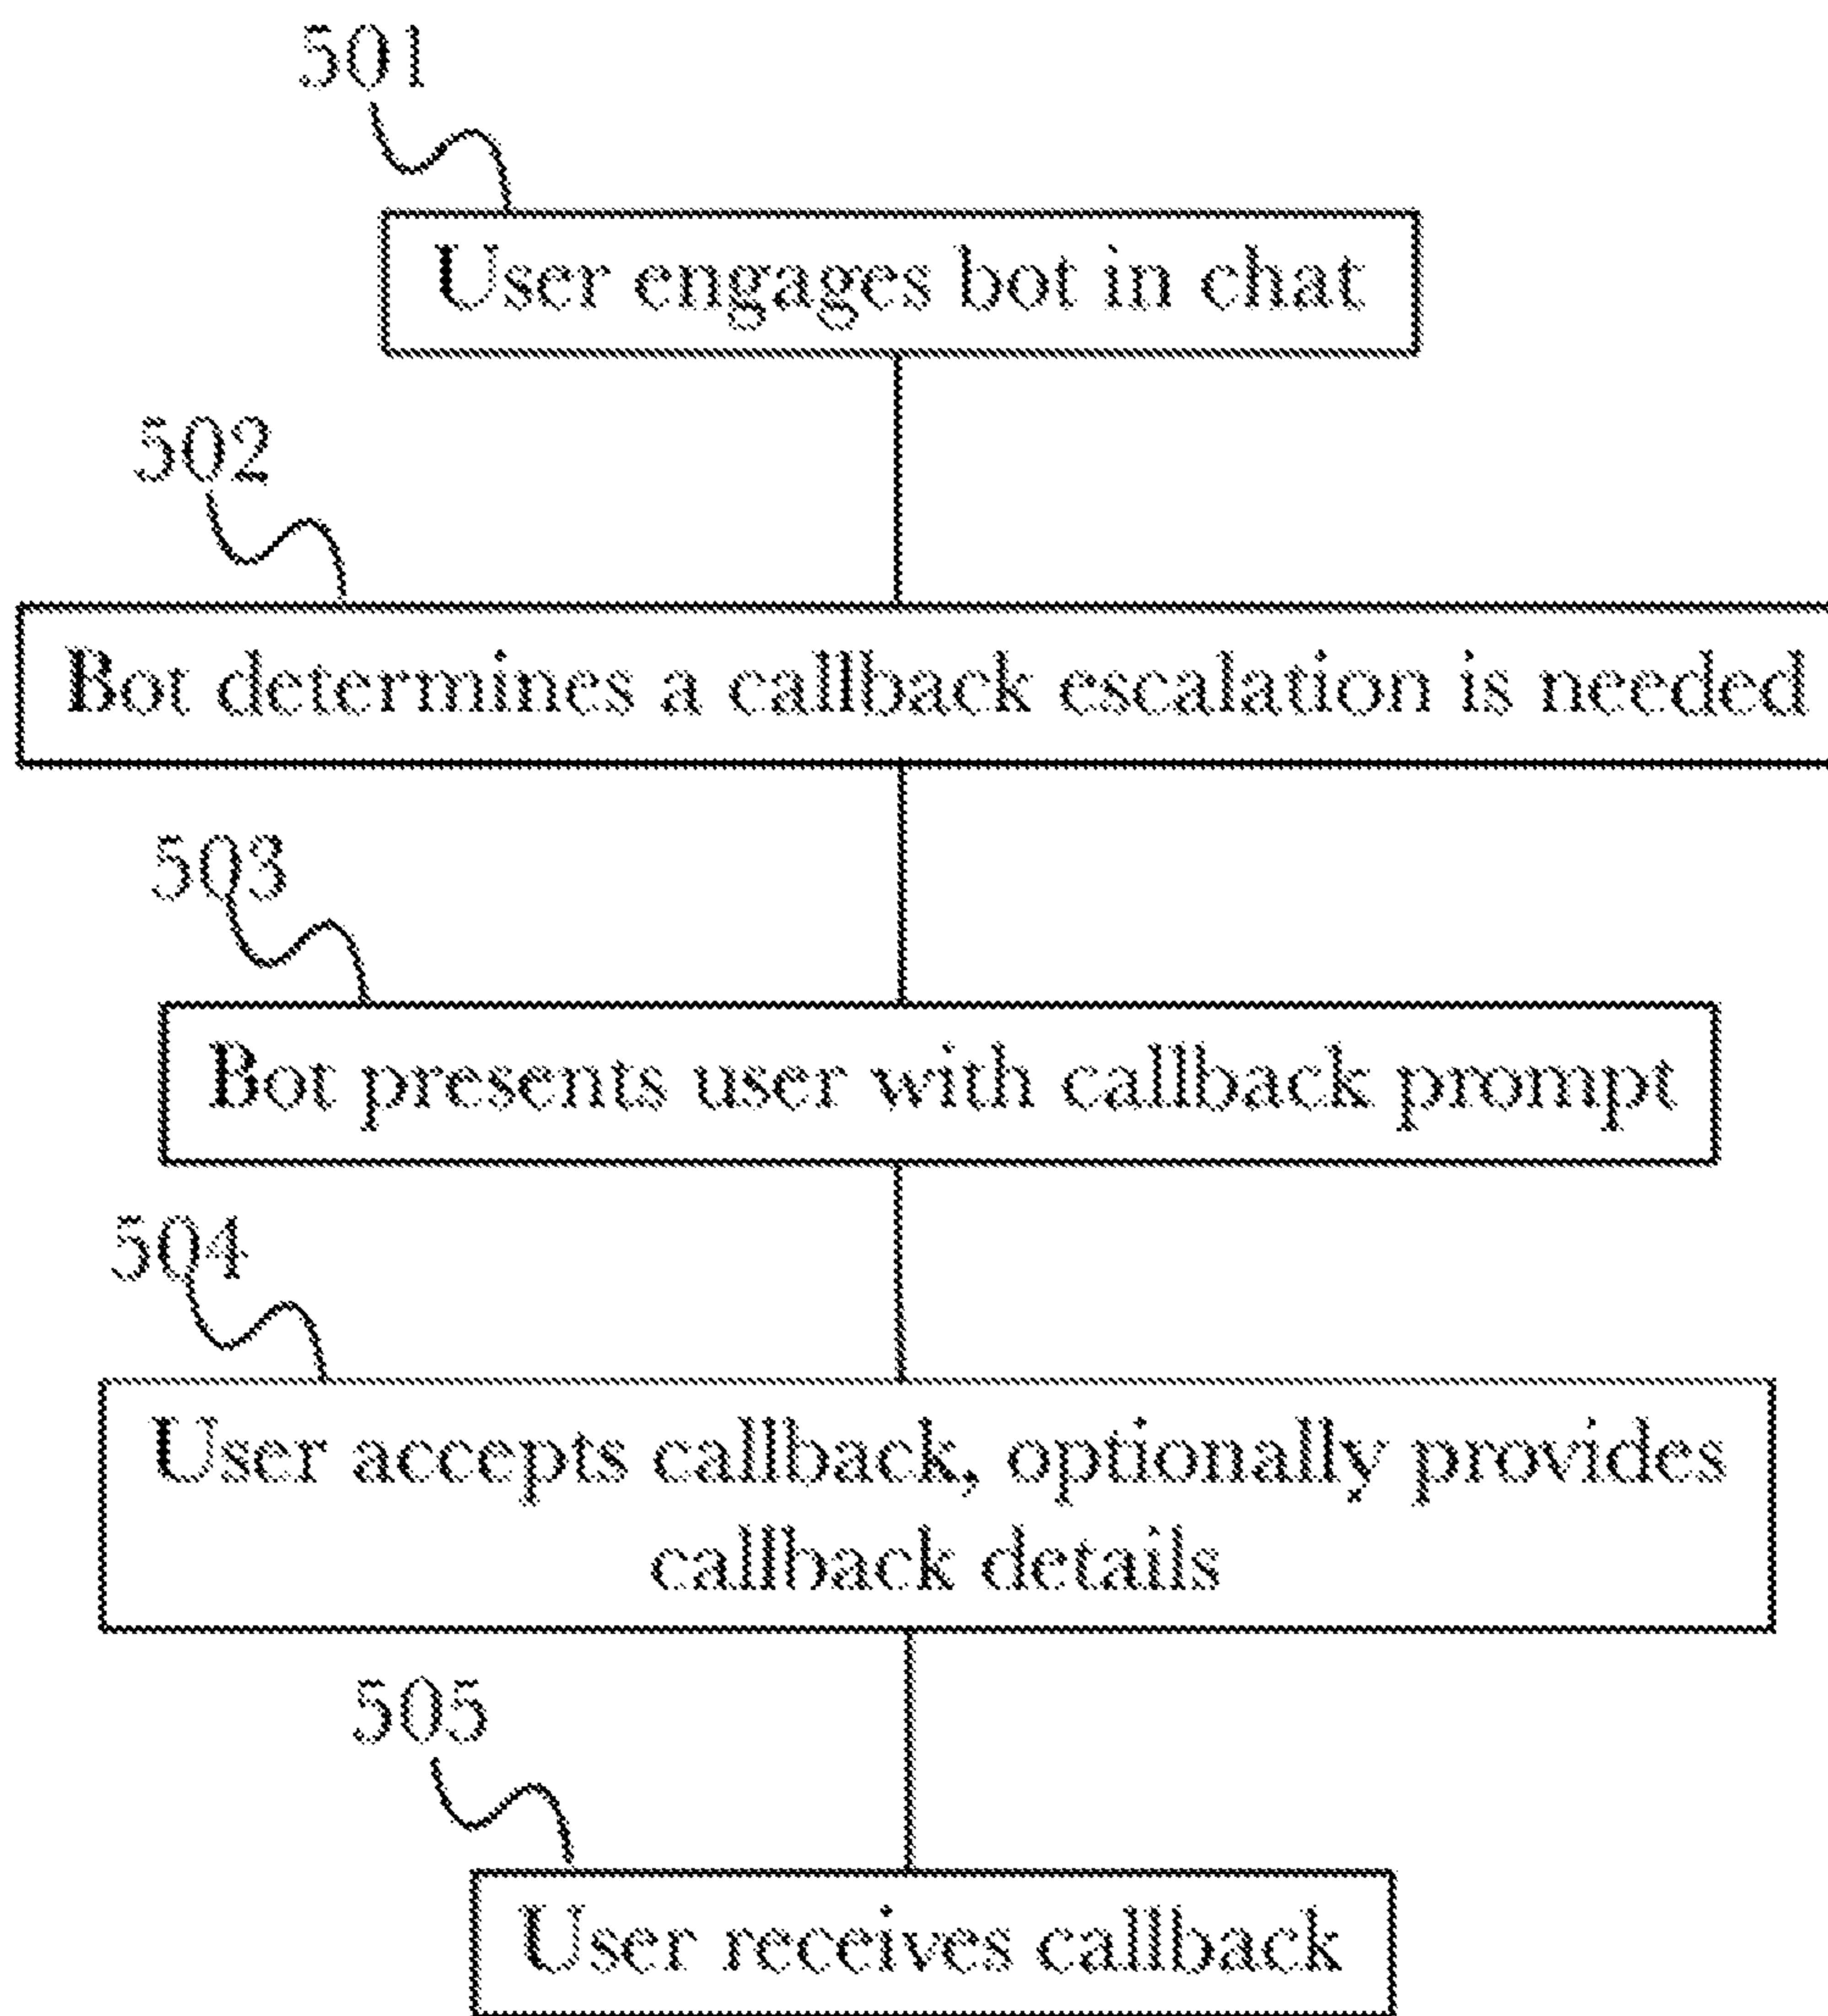 501
User engages bot in chat
502
Bot determines a callback escalation is needed
503
Bot presents user with callback prompt
504
User accepts callback, optionally provides
callback details
505
User receives callback